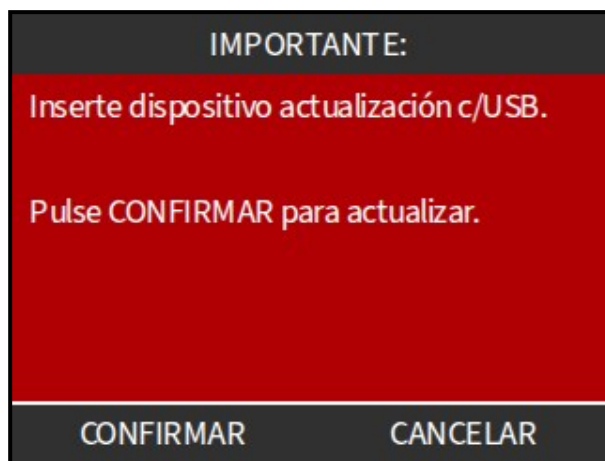 IMPORTANTE:
Inserte dispositivo actualización c/USB.
Pulse CONFIRMAR para actualizar.
CONFIRMAR CANCELAR